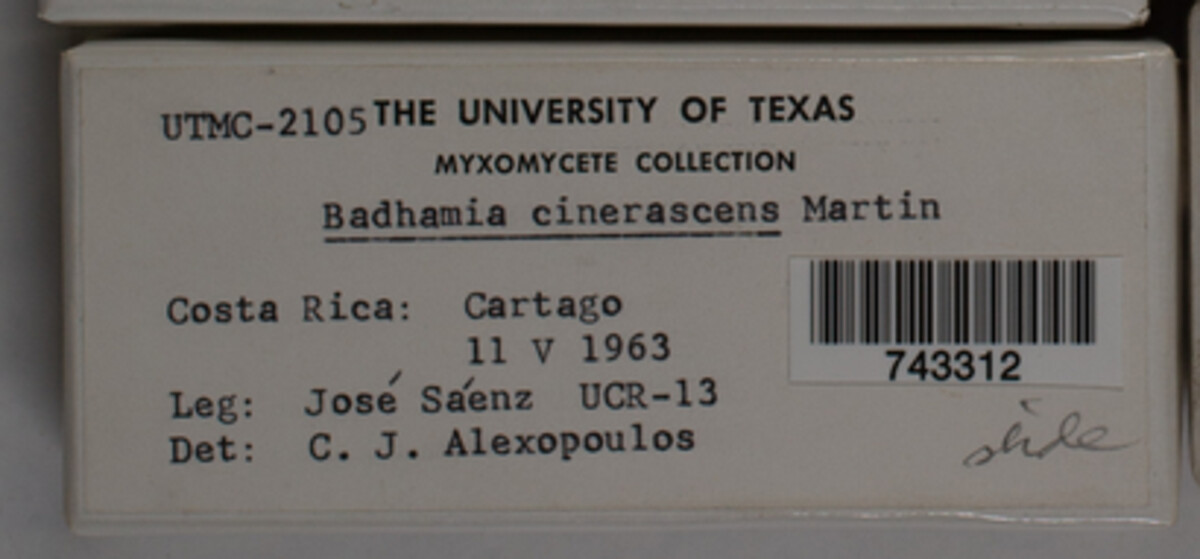 UTMC-2105 THE UNIVERSITY OF TEXAS
MYXOMYCETE COLLECTION
Badhamia cinerascens Martin
Costa Rica: Cartago
11 V 1963
743312
Leg: José Sáenz UCR-13
Det: C. J. Alexopoulos
slide